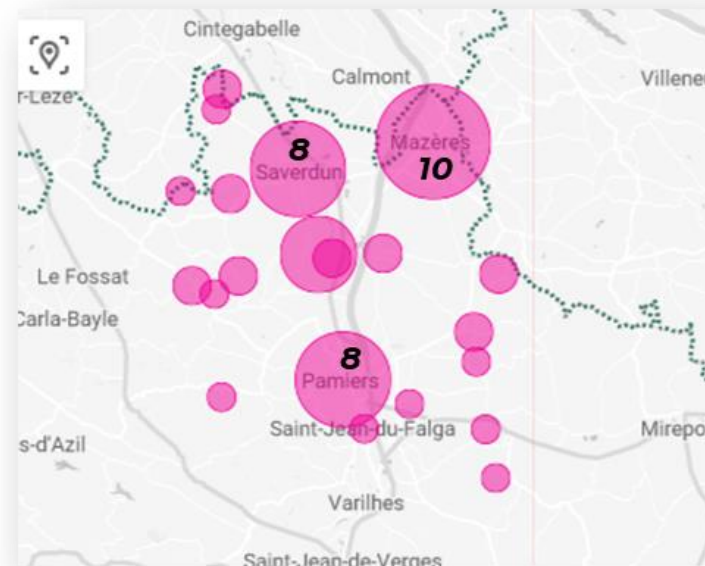 Cintegabelle
Calmont
Villene
r-Lèze
Mazères
10
8
Saverdun
Le Fossat
Carla-Bayle
8
Pamiers
Saint-Jean-du-Falga
Mirepo
s-d'Azil
Varilhes
Saint-Jean-de-Verges